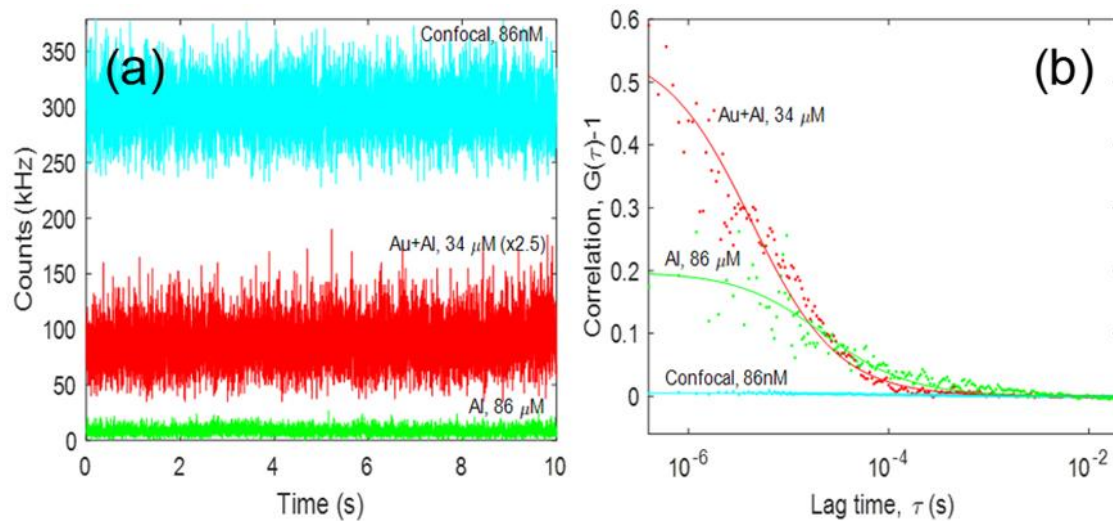 (a)
Confocal, 86nM
Au+Al, 34 μM (x2.5)
Al, 86 μM
350
300
250
200
150
100
50
0
Counts (kHz)
0 2 4 6 8 10
Time (s)
(b)
Au+Al, 34 μM
Al, 86 μM
Confocal, 86nM
0.6
0.5
0.4
0.3
0.2
0.1
0
Correlation, G(τ)-1
10⁻⁶ 10⁻⁴ 10⁻²
Lag time, τ (s)